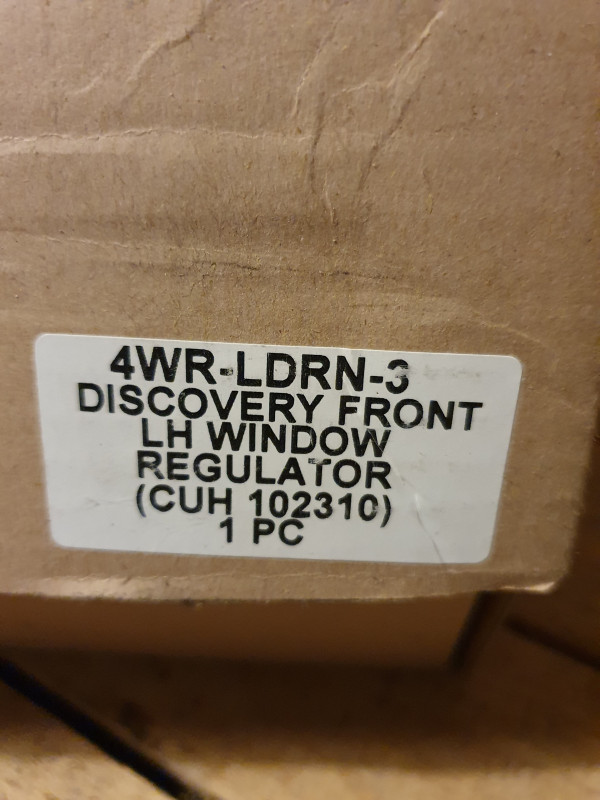 4WR-LDRN-3
DISCOVERY FRONT
LH WINDOW
REGULATOR
(CUH 102310)
1 PC